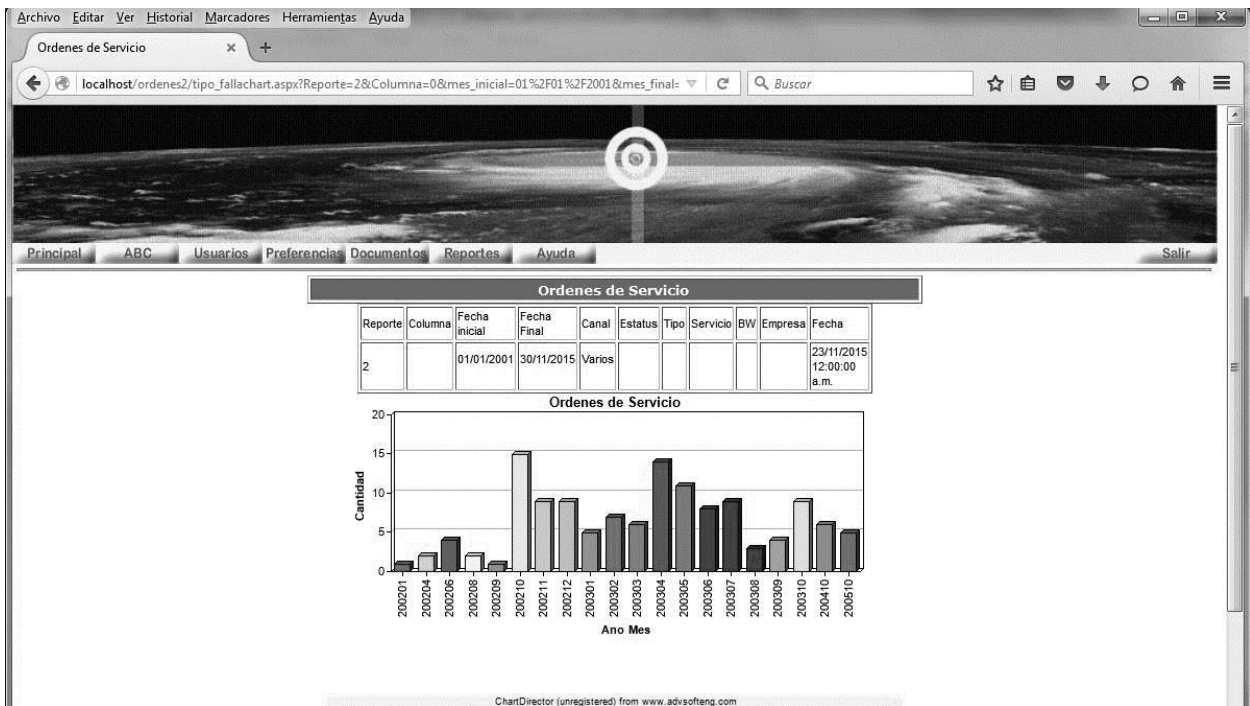 Archivo Editar Ver Historial Marcadores Herramientas Ayuda
Ordenes de Servicio
localhost/ordenes2/tipo_fallachart.aspx?Reporte=2&Columna=0&mes_inicial=01%2F01%2F2001&mes_final=
Buscar
Principal ABC Usuarios Preferencias Documentos Reportes Ayuda Salir
Ordenes de Servicio
Reporte Columna Fecha inicial Fecha Final Canal Estatus Tipo Servicio BW Empresa Fecha
2 01/01/2001 30/11/2015 Varios 23/11/2015 12:00:00 a.m.
Ordenes de Servicio
20
15
10
5
0
Cantidad
200201 200204 200206 200208 200209 200210 200211 200212 200301 200302 200303 200304 200305 200306 200307 200308 200309 200310 200410 200510
Ano Mes
ChartDirector (unregistered) from www.advsofteng.com